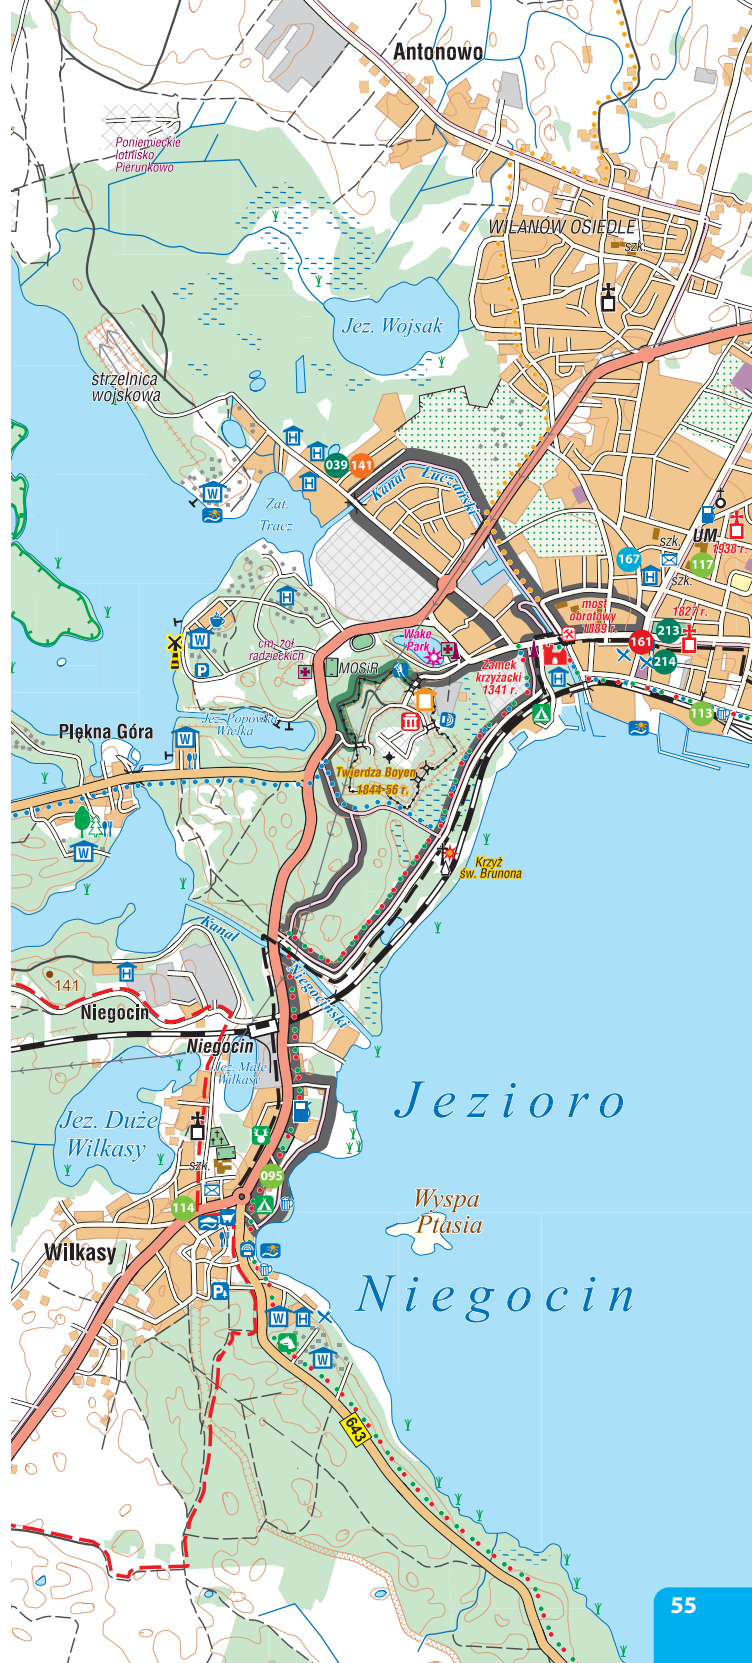 Antonowo
Poniemieckie
lotnisko
Pierunkowo
WILANÓW OSIEDLE
szk.
Jez. Wojsak
strzelnica
wojskowa
H
H
039
141
H
Kanał
Łuczański
W
Zat.
Tracz
szk.
UM
1938 r.
167
117
H
szk.
H
most
obrotowy
1889 r.
1827 r.
213
161
214
W
cm. żoł.
radzieckich
Wake
Park
P
MOSiR
Zamek
krzyżacki
1341 r.
H
Jez. Popówka
Wielka
113
Plękna Góra
W
Twierdza Boyen
1844-56 r.
W
Krzyż
św. Brunona
Kanał
Niegociński
H
141
Niegocin
Niegocin
Jez. Małe
Wilkasy
Jez. Duże
Wilkasy
Jezioro
szk.
095
114
Wyspa
Ptasia
Wilkasy
P
Niegocin
W
H
W
643
55